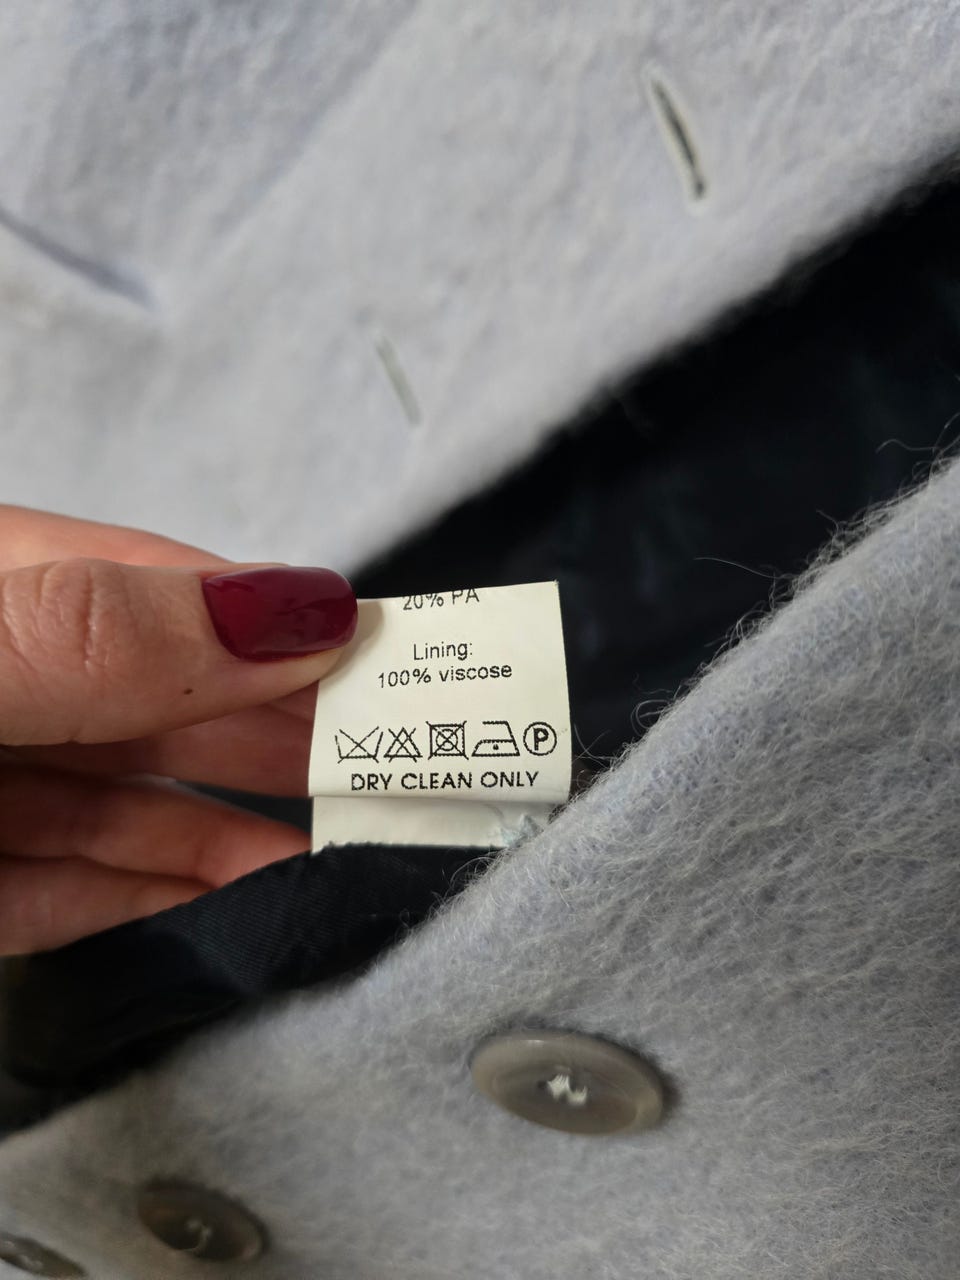 20% PA
Lining:
100% viscose
P
DRY CLEAN ONLY